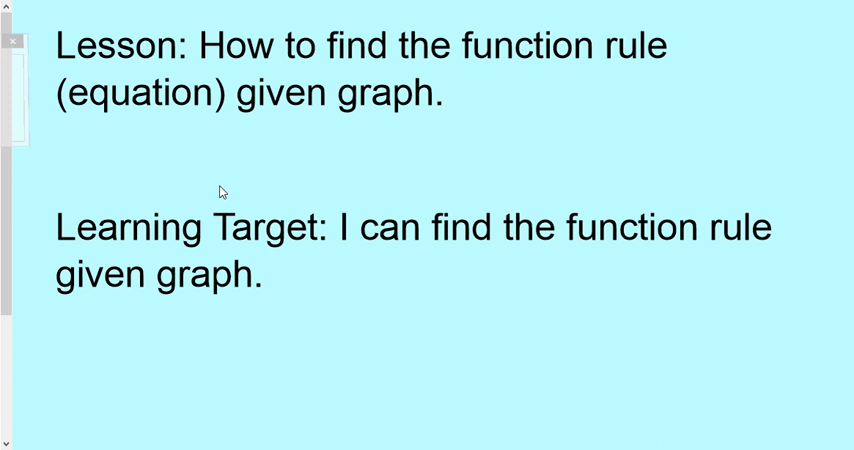 Lesson: How to find the function rule
(equation) given graph.
Learning Target: I can find the function rule
given graph.